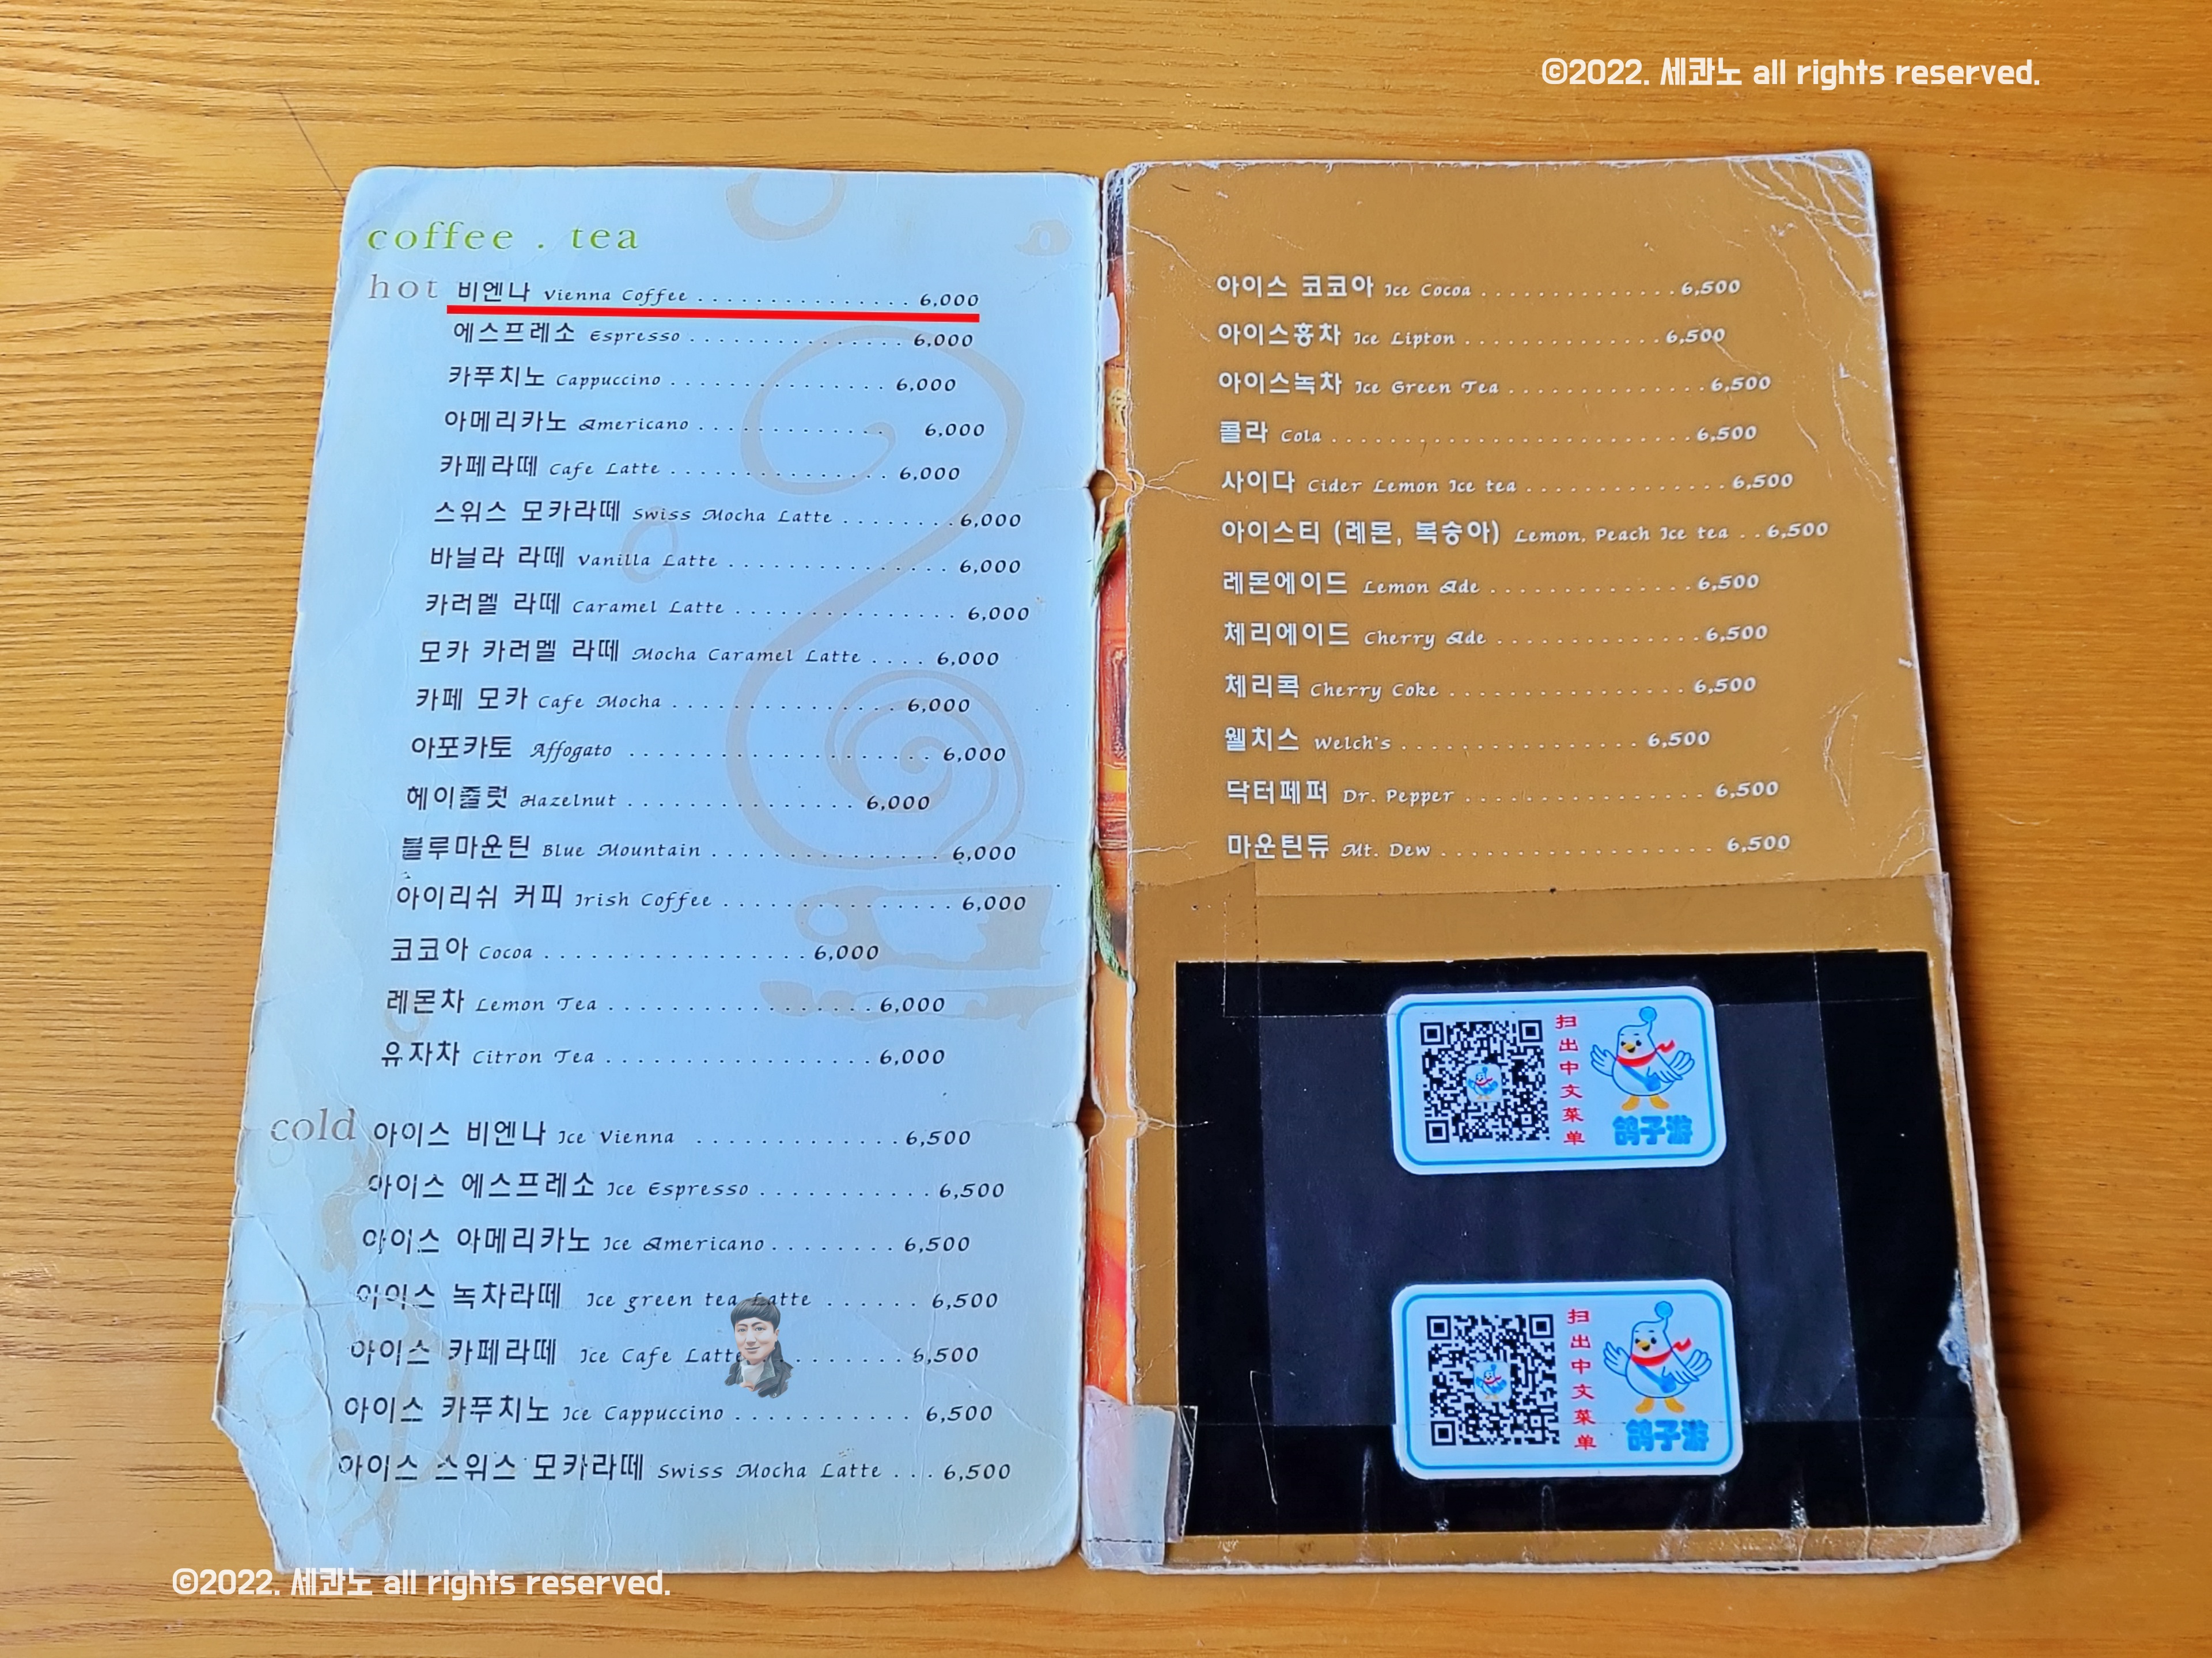 ©2022. 세콴노 all rights reserved.
coffee . tea
hot 비엔나 Vienna Coffee . . . . . . . . . . . . . . . . 6,000
에스프레소 Espresso . . . . . . . . . . . . . . . . 6,000
카푸치노 Cappuccino . . . . . . . . . . . . . . . . 6,000
아메리카노 Americano . . . . . . . . . . . . . . 6,000
카페라떼 Cafe Latte . . . . . . . . . . . . . . . . 6,000
스위스 모카라떼 Swiss Mocha Latte . . . . . . . . 6,000
바닐라 라떼 Vanilla Latte . . . . . . . . . . . . . . . . 6,000
카러멜 라떼 Caramel Latte . . . . . . . . . . . . . . . . 6,000
모카 카러멜 라떼 Mocha Caramel Latte . . . . 6,000
카페 모카 Cafe Mocha . . . . . . . . . . . . . . . . 6,000
아포카토 Affogato . . . . . . . . . . . . . . . . . . . . . 6,000
헤이즐럿 Hazelnut . . . . . . . . . . . . . . . . 6,000
블루마운틴 Blue Mountain . . . . . . . . . . . . . . . . 6,000
아이리쉬 커피 Irish Coffee . . . . . . . . . . . . . . . . 6,000
코코아 Cocoa . . . . . . . . . . . . . . . . . . 6,000
레몬차 Lemon Tea . . . . . . . . . . . . . . . . . . 6,000
유자차 Citron Tea . . . . . . . . . . . . . . . . . . 6,000
cold 아이스 비엔나 Ice Vienna . . . . . . . . . . . . . . 6,500
아이스 에스프레소 Ice Espresso . . . . . . . . . . . 6,500
아이스 아메리카노 Ice Americano . . . . . . . . 6,500
아이스 녹차라떼 Ice green tea Latte . . . . . . 6,500
아이스 카페라떼 Ice Cafe Latte . . . . . . . 6,500
아이스 카푸치노 Ice Cappuccino . . . . . . . . . . . 6,500
아이스 스위스 모카라떼 Swiss Mocha Latte . . . 6,500
아이스 코코아 Ice Cocoa . . . . . . . . . . . . . . . 6,500
아이스홍차 Ice Lipton . . . . . . . . . . . . . . . 6,500
아이스녹차 Ice Green Tea . . . . . . . . . . . . . . . 6,500
콜라 Cola . . . . . . . . . . . . . . . . . . . . . . . . . . . 6,500
사이다 Cider Lemon Ice tea . . . . . . . . . . . . . . . 6,500
아이스티 (레몬, 복숭아) Lemon, Peach Ice tea . . 6,500
레몬에이드 Lemon Ade . . . . . . . . . . . . . . . 6,500
체리에이드 Cherry Ade . . . . . . . . . . . . . . . 6,500
체리콕 Cherry Coke . . . . . . . . . . . . . . . . . . 6,500
웰치스 Welch's . . . . . . . . . . . . . . . . . . 6,500
닥터페퍼 Dr. Pepper . . . . . . . . . . . . . . . . . . 6,500
마운틴듀 Mt. Dew . . . . . . . . . . . . . . . . . . . . . 6,500
扫出中文菜单
鸽子游
扫出中文菜单
鸽子游
©2022. 세콴노 all rights reserved.